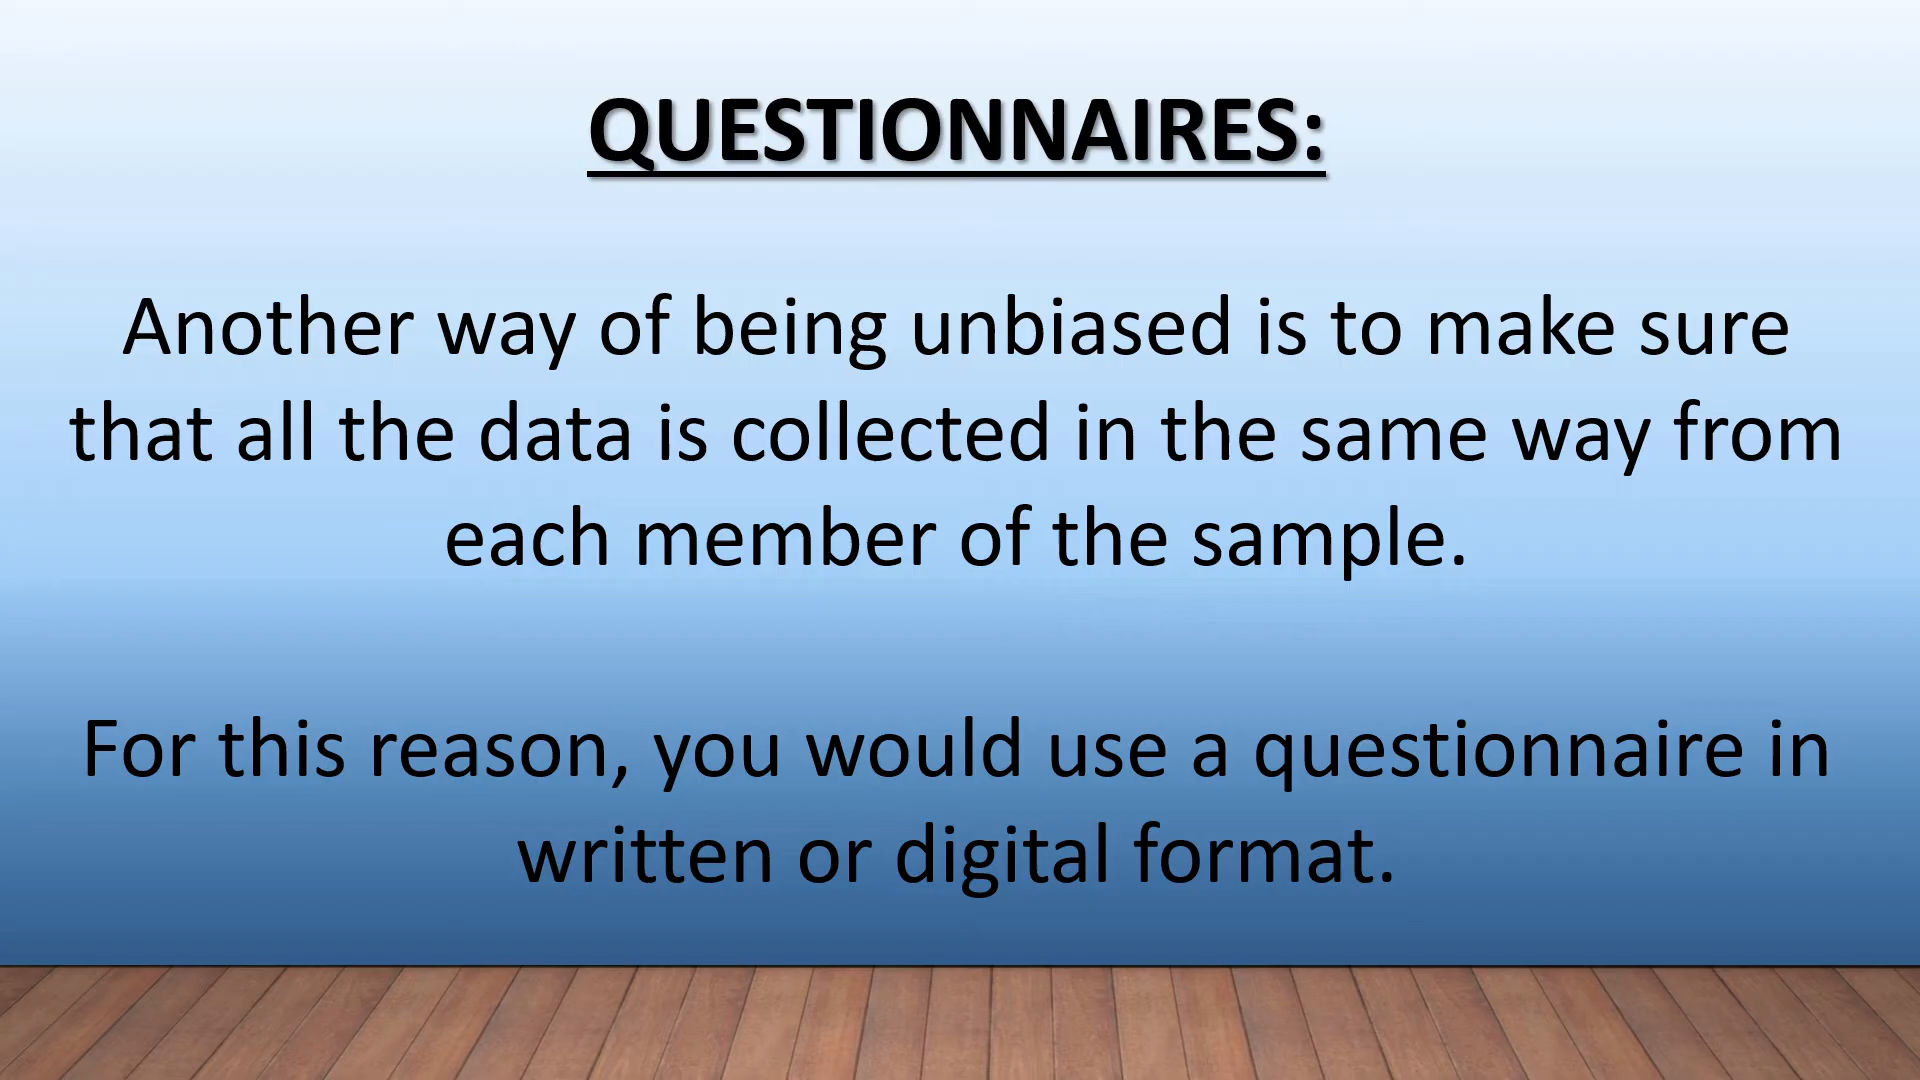 QUESTIONNAIRES:
Another way of being unbiased is to make sure
that all the data is collected in the same way from
each member of the sample.
For this reason, you would use a questionnaire in
written or digital format.